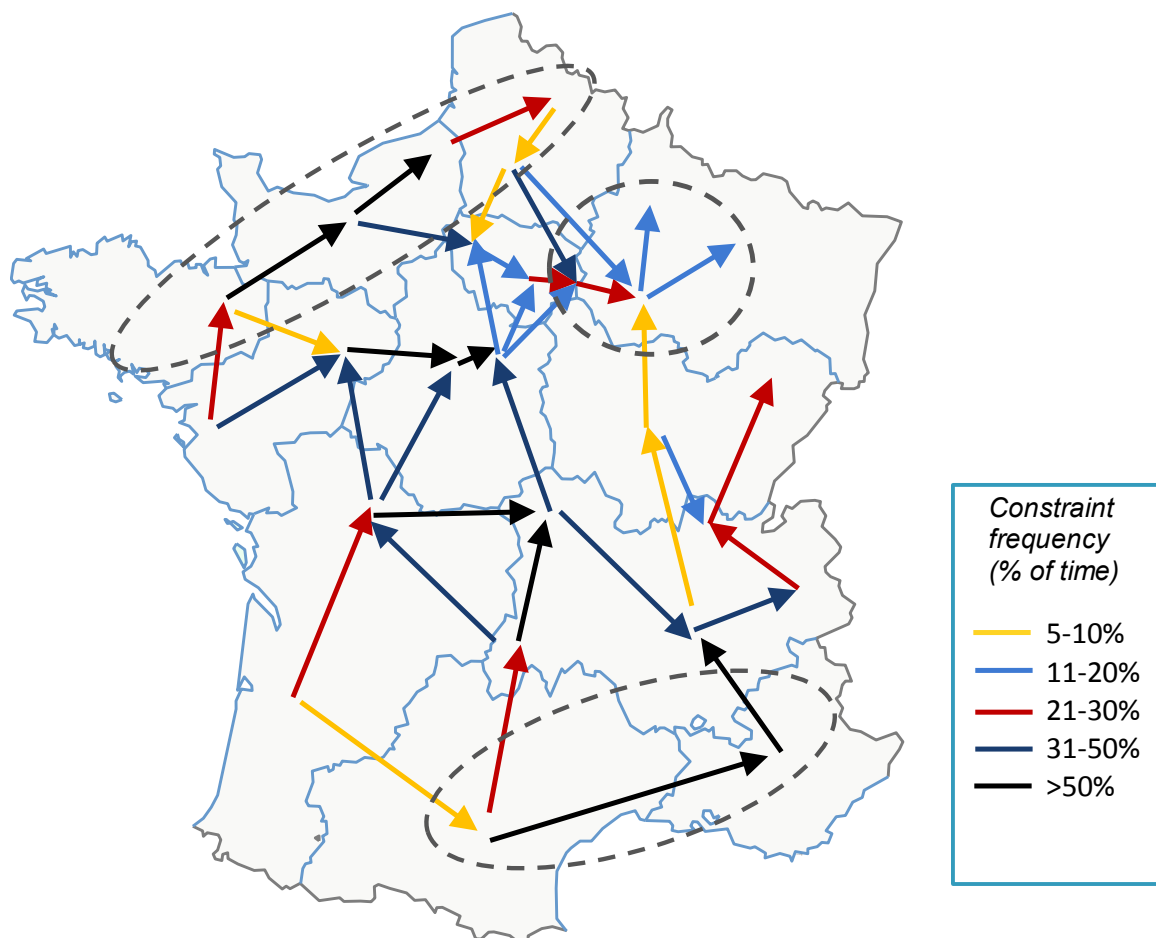 Constraint
frequency
(% of time)
5-10%
11-20%
21-30%
31-50%
>50%